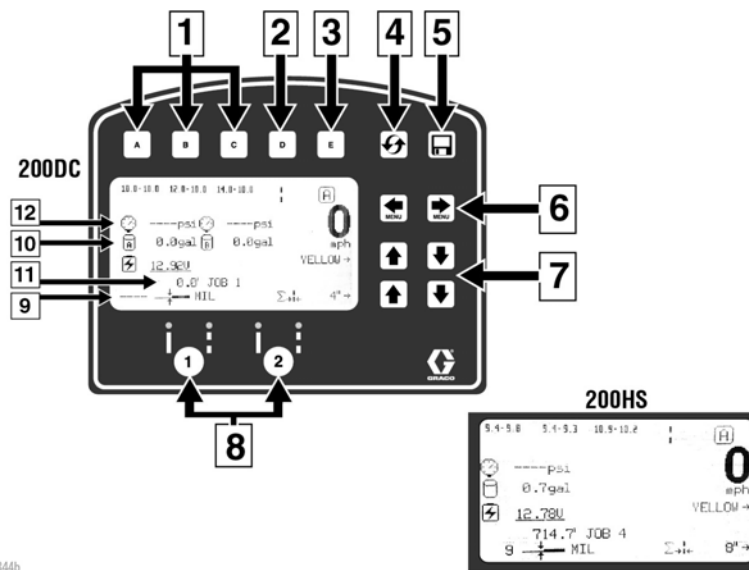 1 2 3 4 5
200DC
A B C D E
10.0-10.0 12.0-10.0 14.0-10.0 A
12 ----psi ----psi 0
MENU MENU 6
10 A 0.0gal B 0.0gal mph
YELLOW→
11 12.92V
0.0' JOB 1
7
9 ---- MIL Σ 4"→
1 2
GRACO
8
200HS
5.4-5.8 5.4-5.3 10.9-10.2 A
----psi 0
0.7gal mph
12.78V YELLOW→
714.7' JOB 4
9 MIL Σ 8"→